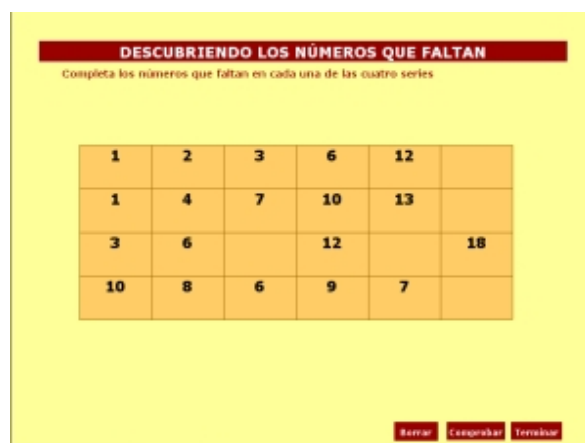 DESCUBRIENDO LOS NÚMEROS QUE FALTAN
Completa los números que faltan en cada una de las cuatro series
1 2 3 6 12
1 4 7 10 13
3 6 12 18
10 8 6 9 7
Borrar Comprobar Terminar